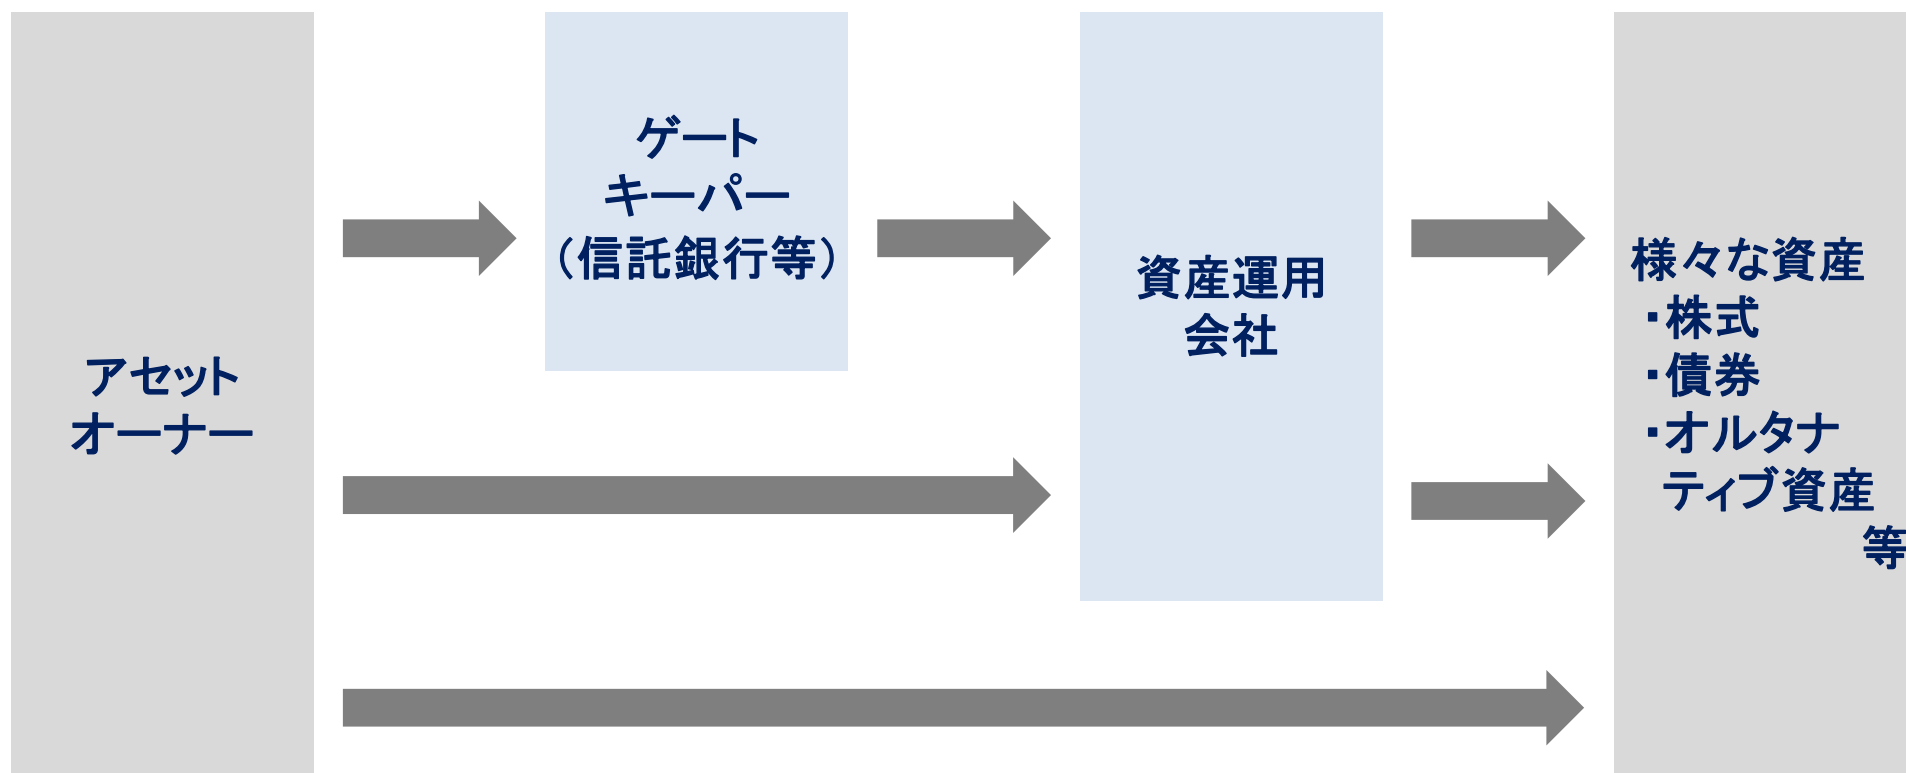 アセット
オーナー
ゲート
キーパー
（信託銀行等）
資産運用
会社
様々な資産
・株式
・債券
・オルタナ
ティブ資産
等